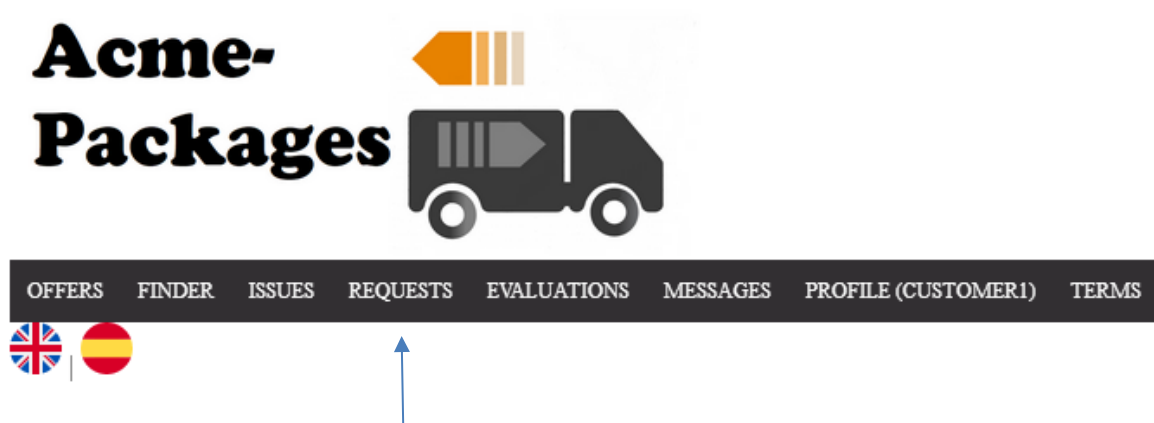 Acme-
Packages
OFFERS FINDER ISSUES REQUESTS EVALUATIONS MESSAGES PROFILE (CUSTOMER1) TERMS
|